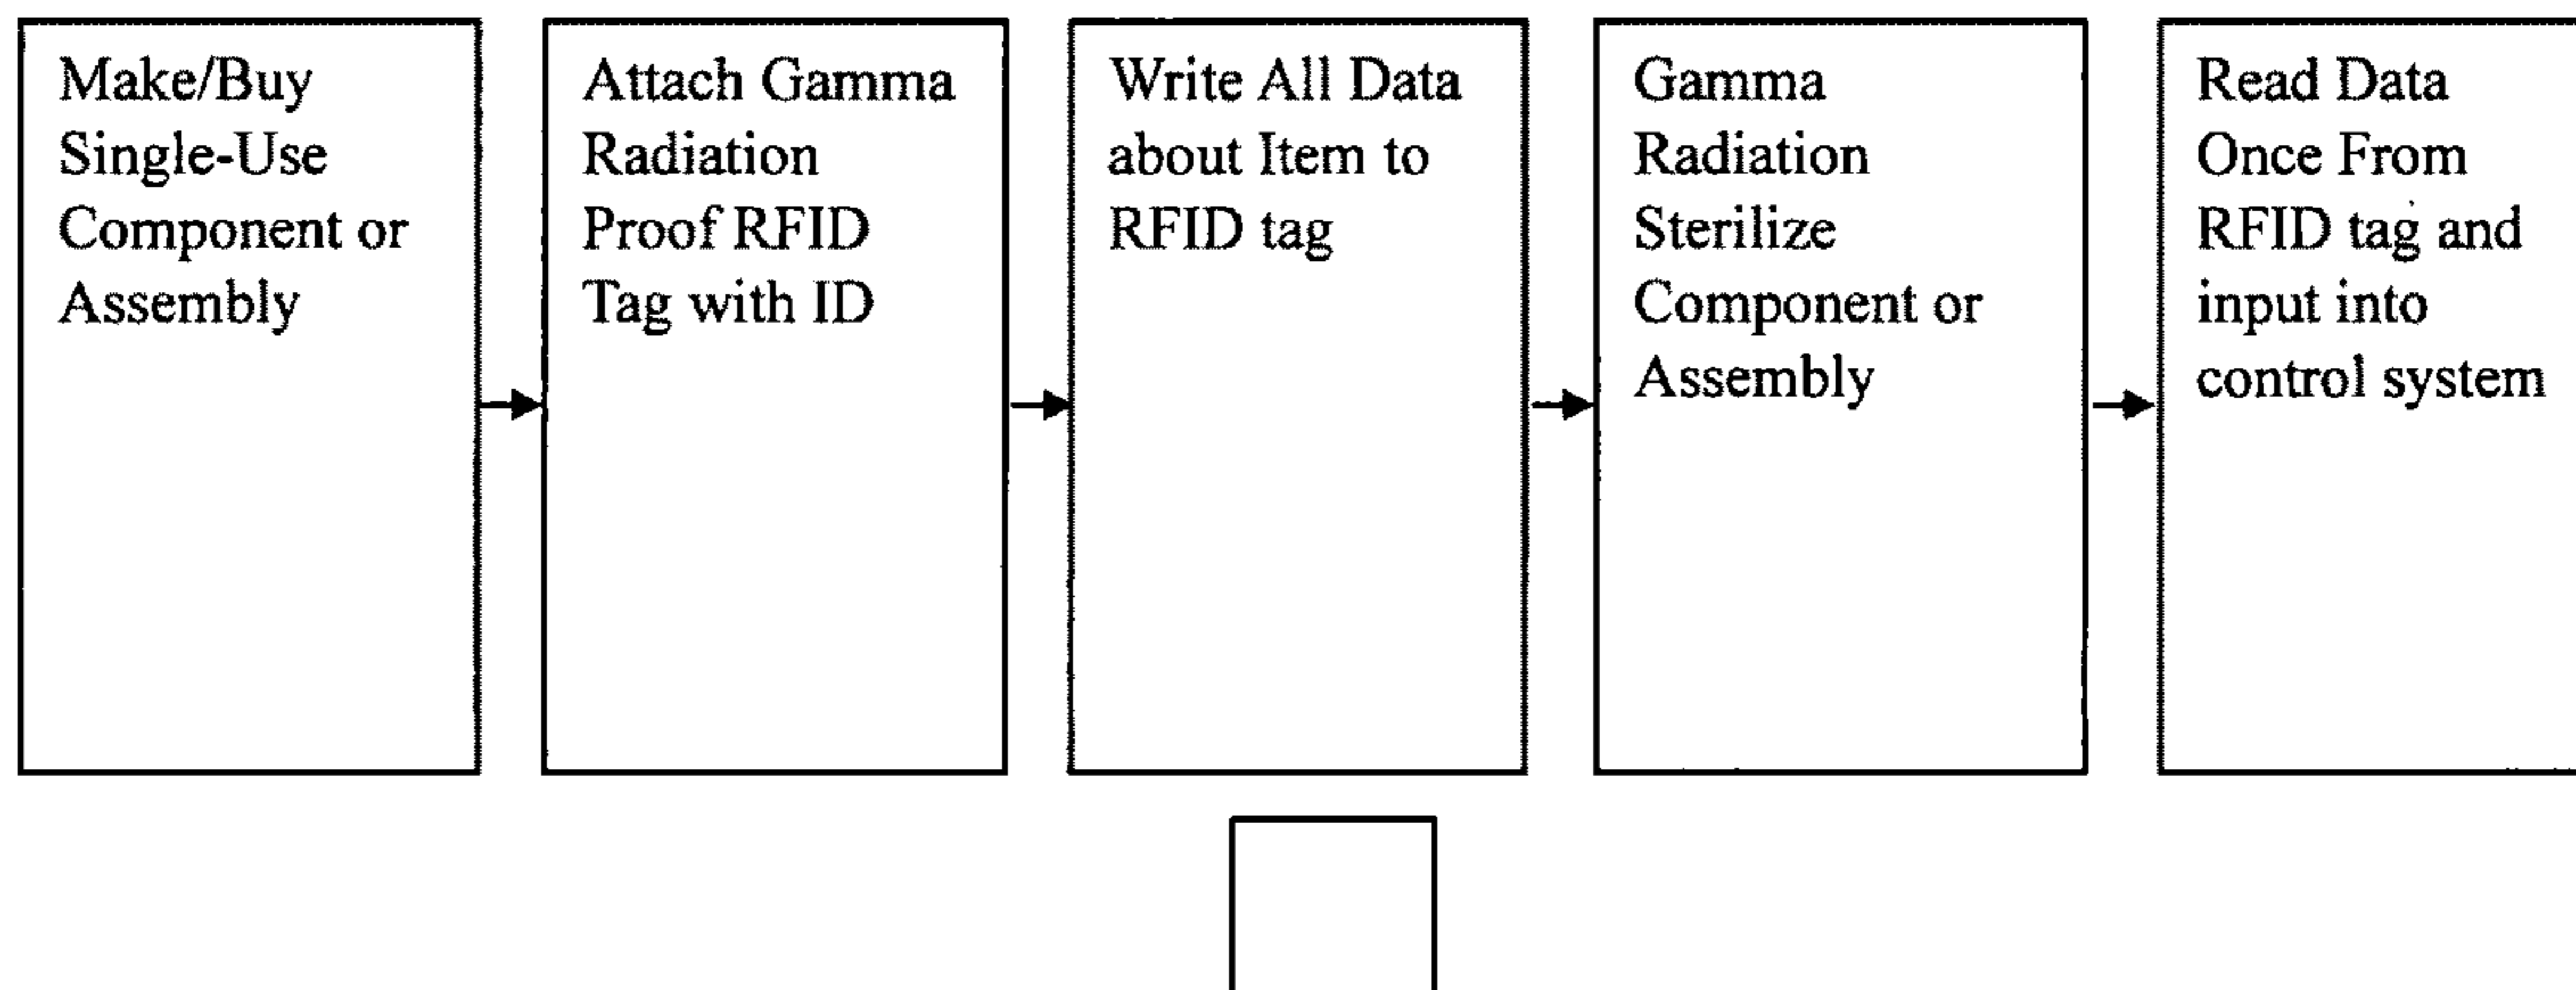 Make/Buy
Single-Use
Component or
Assembly
Attach Gamma
Radiation
Proof RFID
Tag with ID
Write All Data
about Item to
RFID tag
Gamma
Radiation
Sterilize
Component or
Assembly
Read Data
Once From
RFID tag and
input into
control system